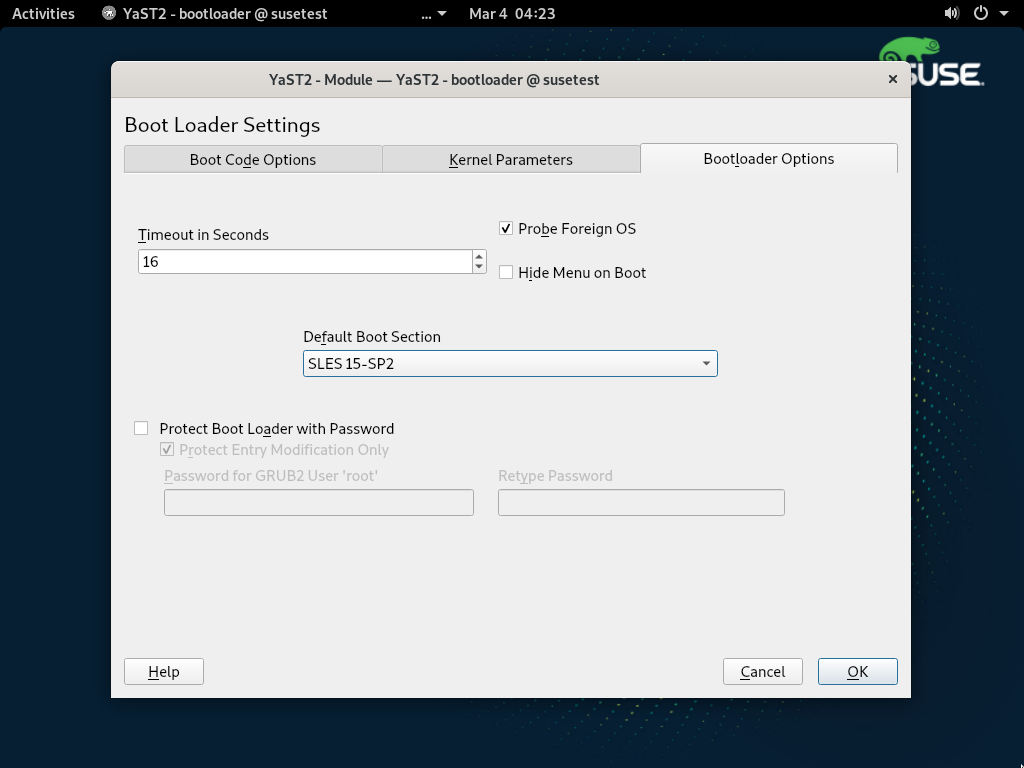 Activities YaST2 - bootloader @ susetest ... Mar 4 04:23
SUSE
YaST2 - Module — YaST2 - bootloader @ susetest
Boot Loader Settings
Boot Code Options Kernel Parameters Bootloader Options
Timeout in Seconds
Probe Foreign OS
16
Hide Menu on Boot
Default Boot Section
SLES 15-SP2
Protect Boot Loader with Password
Protect Entry Modification Only
Password for GRUB2 User 'root' Retype Password
Help Cancel OK